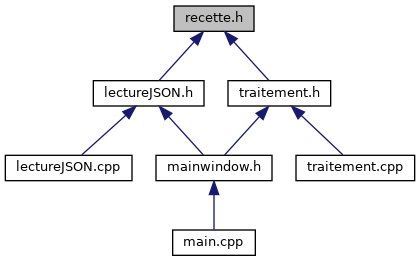 recette.h
lectureJSON.h
traitement.h
lectureJSON.cpp
mainwindow.h
traitement.cpp
main.cpp